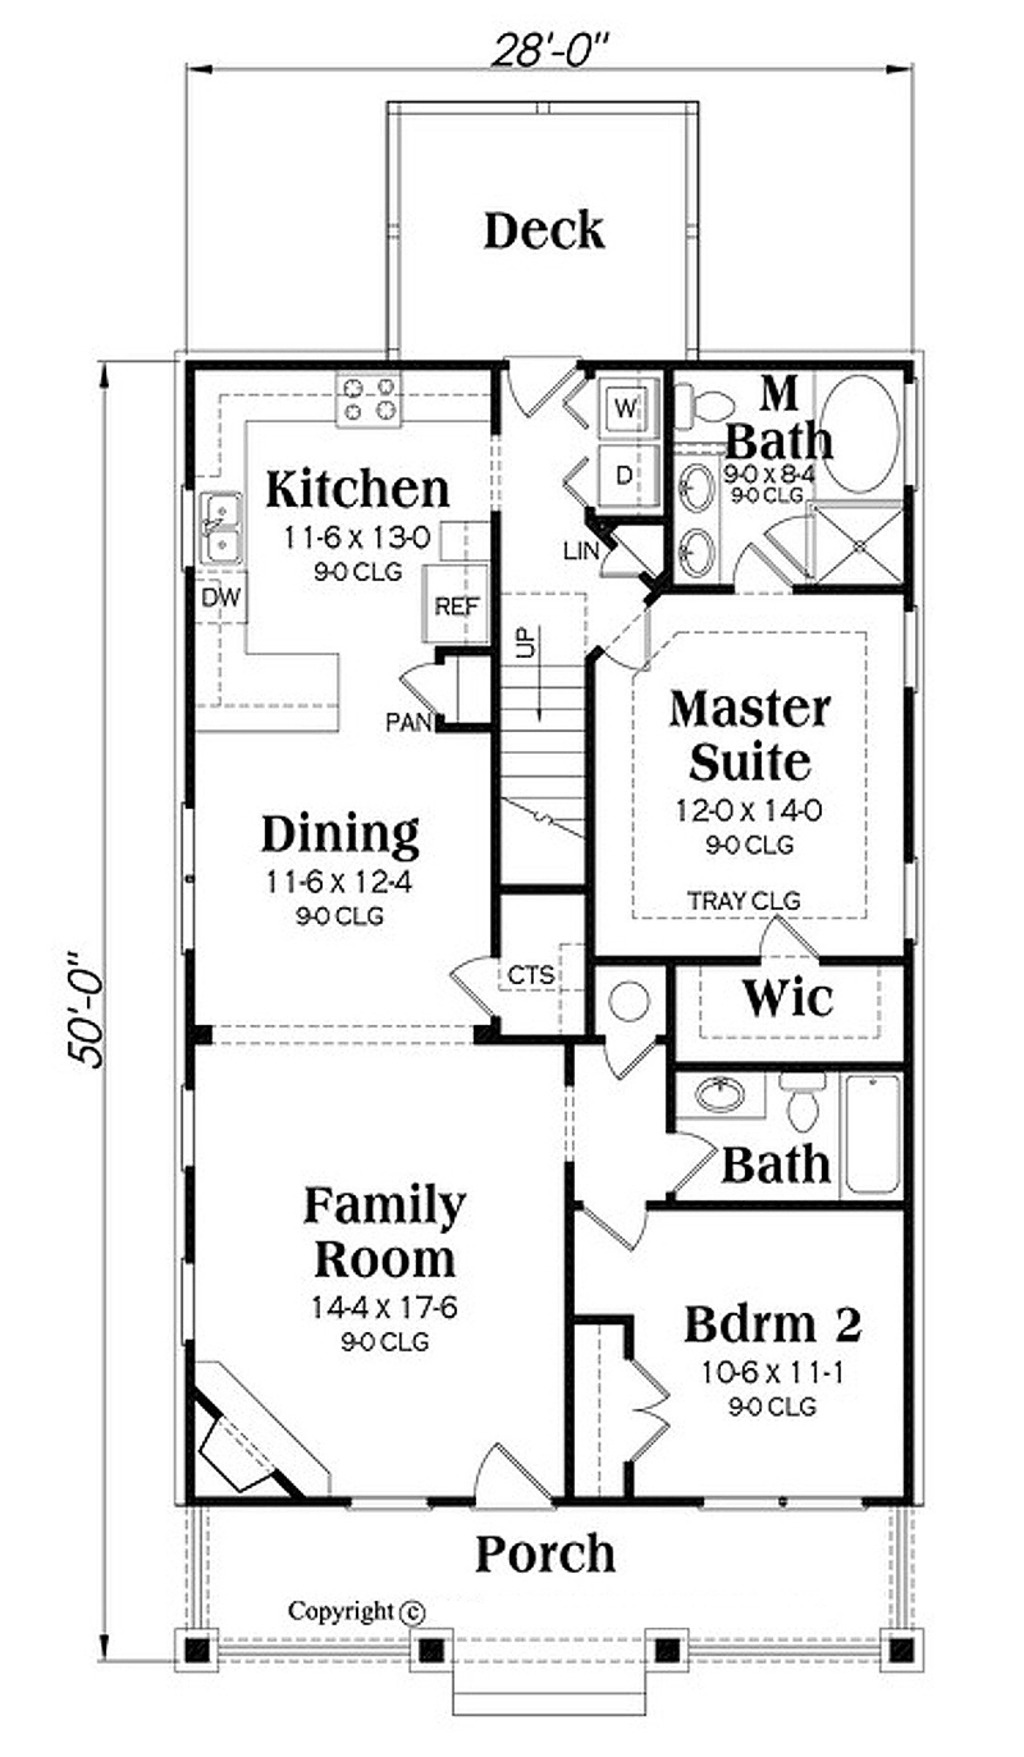 28'-0"
Deck
W
D
LIN
M
Bath
9-0 x 8-4
9-0 CLG
Kitchen
11-6 x 13-0
9-0 CLG
DW
REF
PAN
UP
Master
Suite
12-0 x 14-0
9-0 CLG
TRAY CLG
Dining
11-6 x 12-4
9-0 CLG
CTS
Wic
50'-0"
Bath
Family
Room
14-4 x 17-6
9-0 CLG
Bdrm 2
10-6 x 11-1
9-0 CLG
Porch
Copyright ©